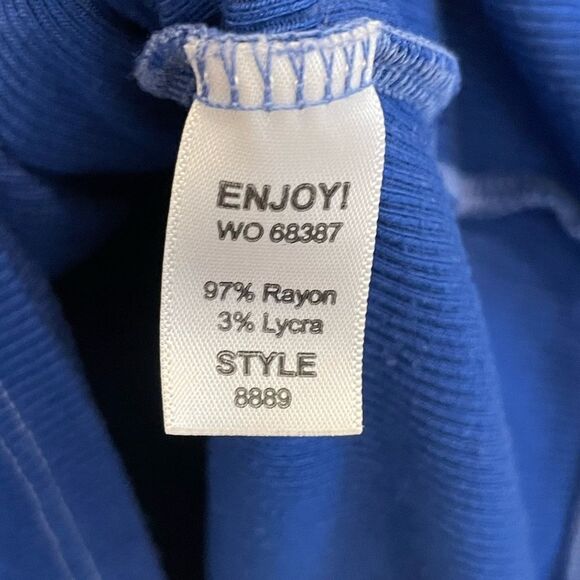 ENJOY!
WO 68387
97% Rayon
3% Lycra
STYLE
8889